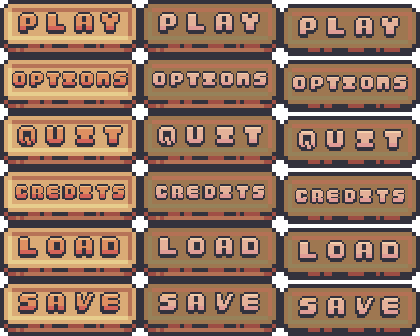 PLAY PLAY PLAY
OPTIONS OPTIONS OPTIONS
QUIT QUIT QUIT
CREDITS CREDITS CREDITS
LOAD LOAD LOAD
SAVE SAVE SAVE